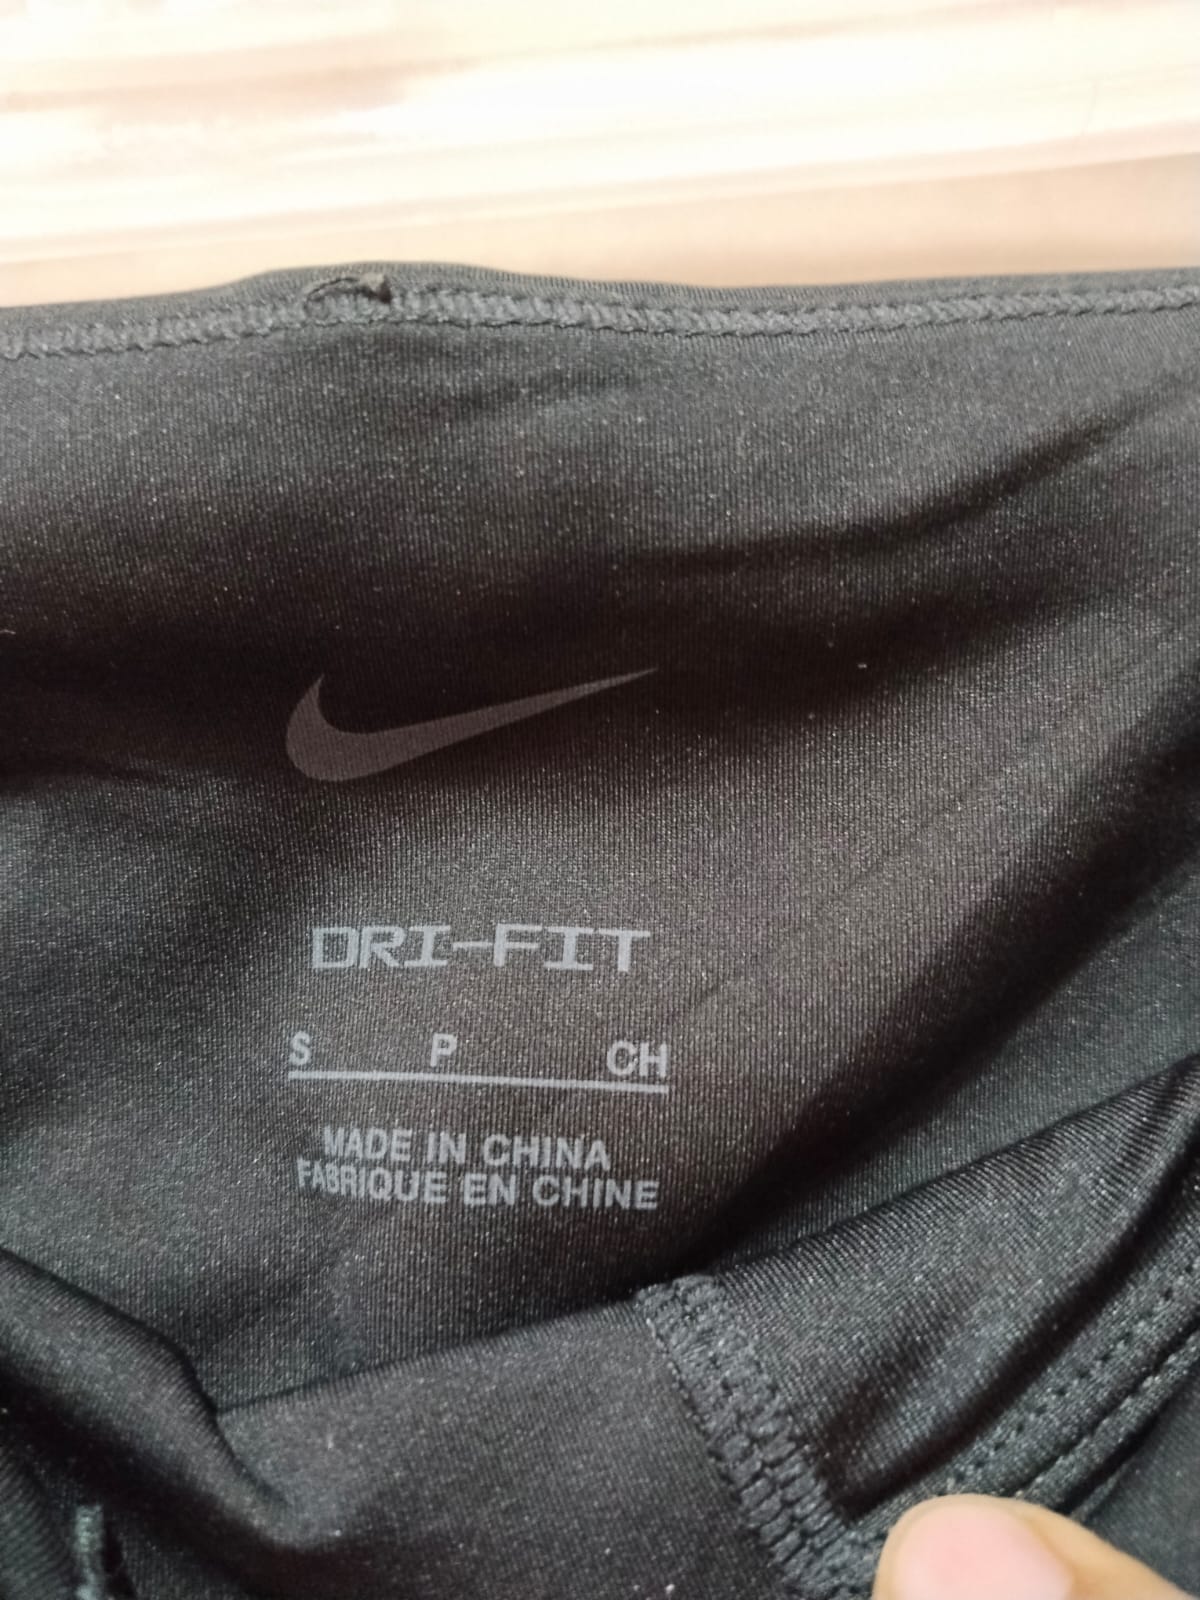 DRI-FIT
S P CH
MADE IN CHINA
FABRIQUE EN CHINE